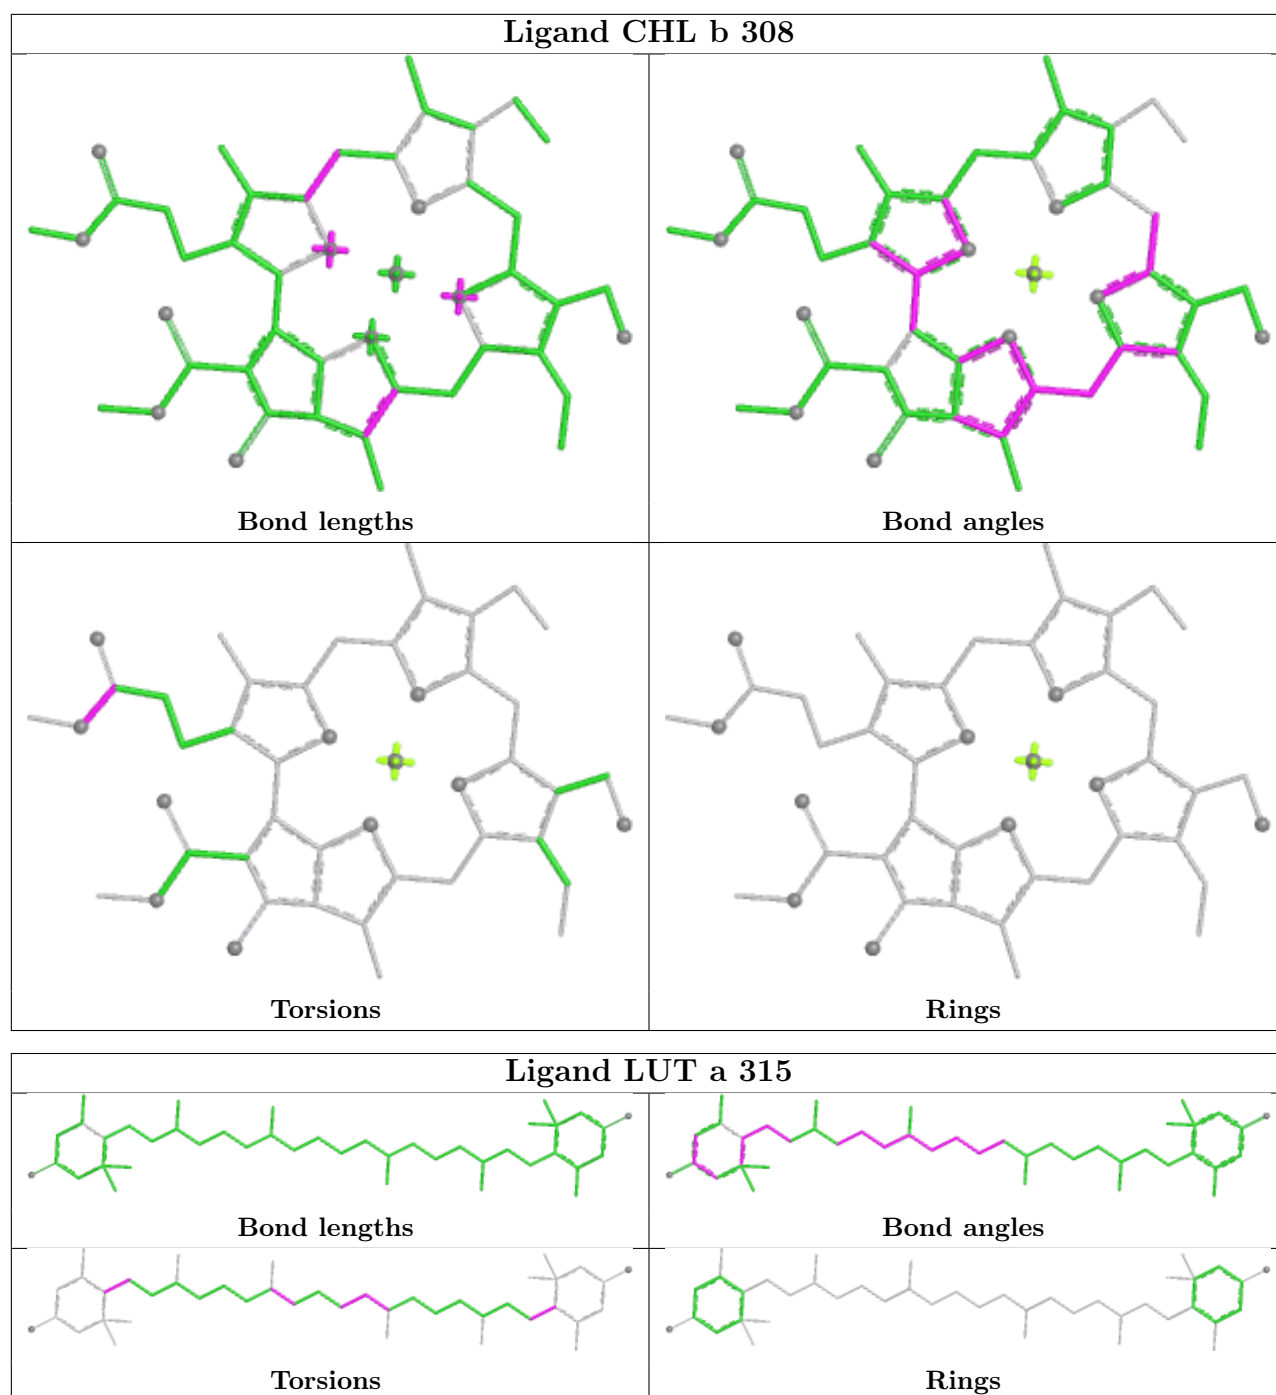 Ligand CHL b 308
Bond lengths
Bond angles
Torsions
Rings
Ligand LUT a 315
Bond lengths
Bond angles
Torsions
Rings